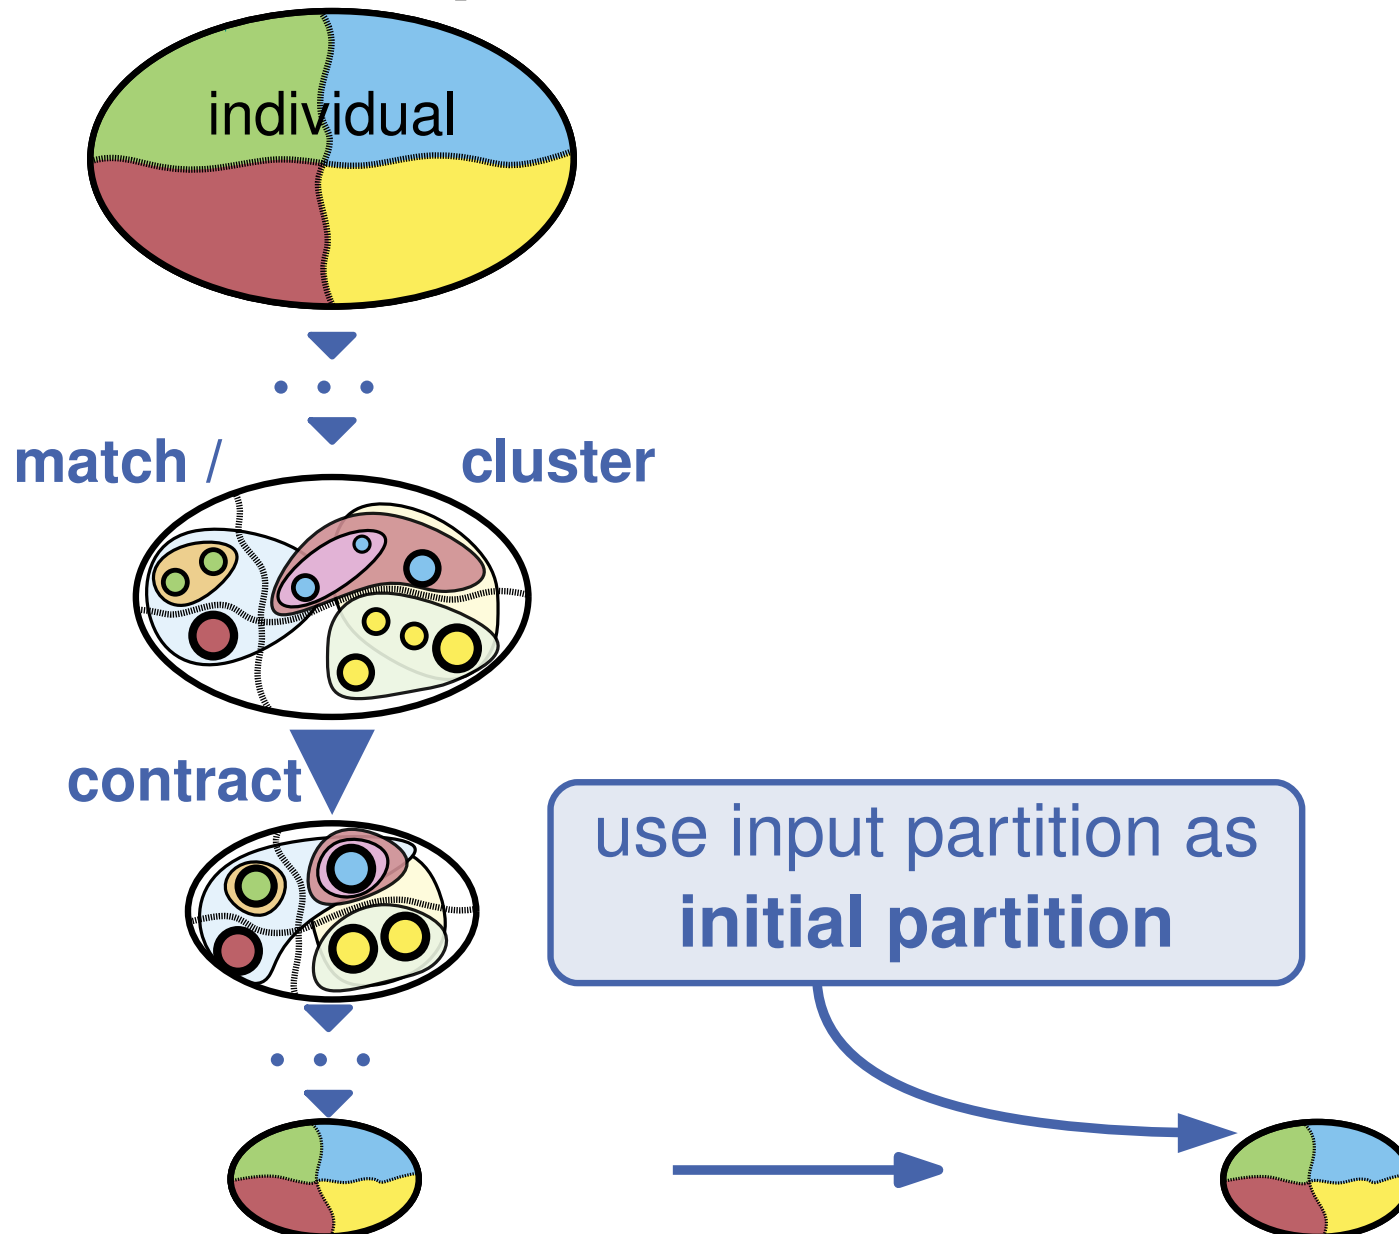 individual
match / cluster
contract
use input partition as
initial partition